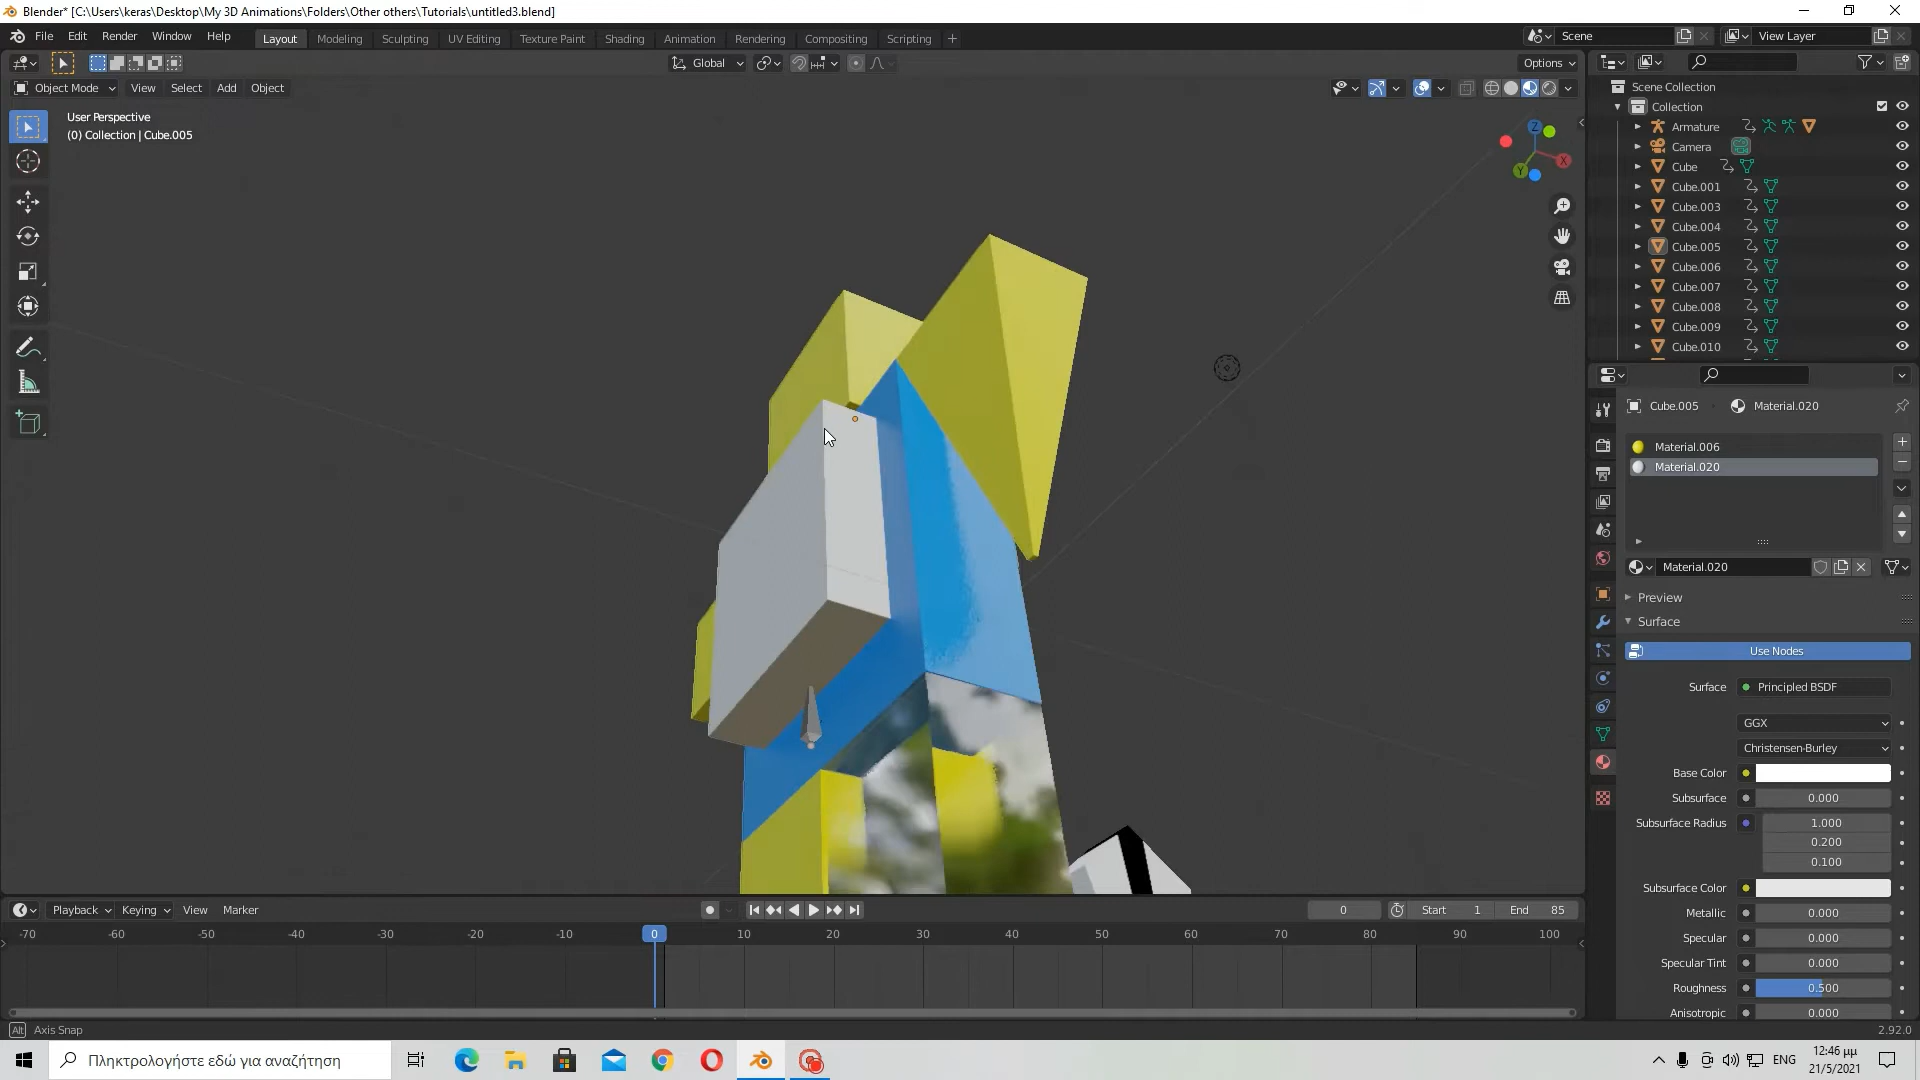 Blender* [C:\Users\keras\Desktop\My 3D Animations\Folders\Other others\Tutorials\untitled3.blend]
File Edit Render Window Help Layout Modeling Sculpting UV Editing Texture Paint Shading Animation Rendering Compositing Scripting + Scene View Layer
Global Options
Object Mode View Select Add Object
User Perspective
(0) Collection | Cube.005
Z
X
Y
Scene Collection
Collection
Armature
Camera
Cube
Cube.001
Cube.003
Cube.004
Cube.005
Cube.006
Cube.007
Cube.008
Cube.009
Cube.010
Cube.005 Material.020
Material.006
Material.020
Material.020
Preview
Surface
Use Nodes
Surface Principled BSDF
GGX
Christensen-Burley
Base Color
Subsurface 0.000
Subsurface Radius 1.000
0.200
0.100
Subsurface Color
Metallic 0.000
Specular 0.000
Specular Tint 0.000
Roughness 0.500
Anisotropic 0.000
Playback Keying View Marker 0 Start 1 End 85
-70 -60 -50 -40 -30 -20 -10 0 10 20 30 40 50 60 70 80 90 100
Alt Axis Snap 2.92.0
Πληκτρολογήστε εδώ για αναζήτηση
ENG
12:46 μμ
21/5/2021